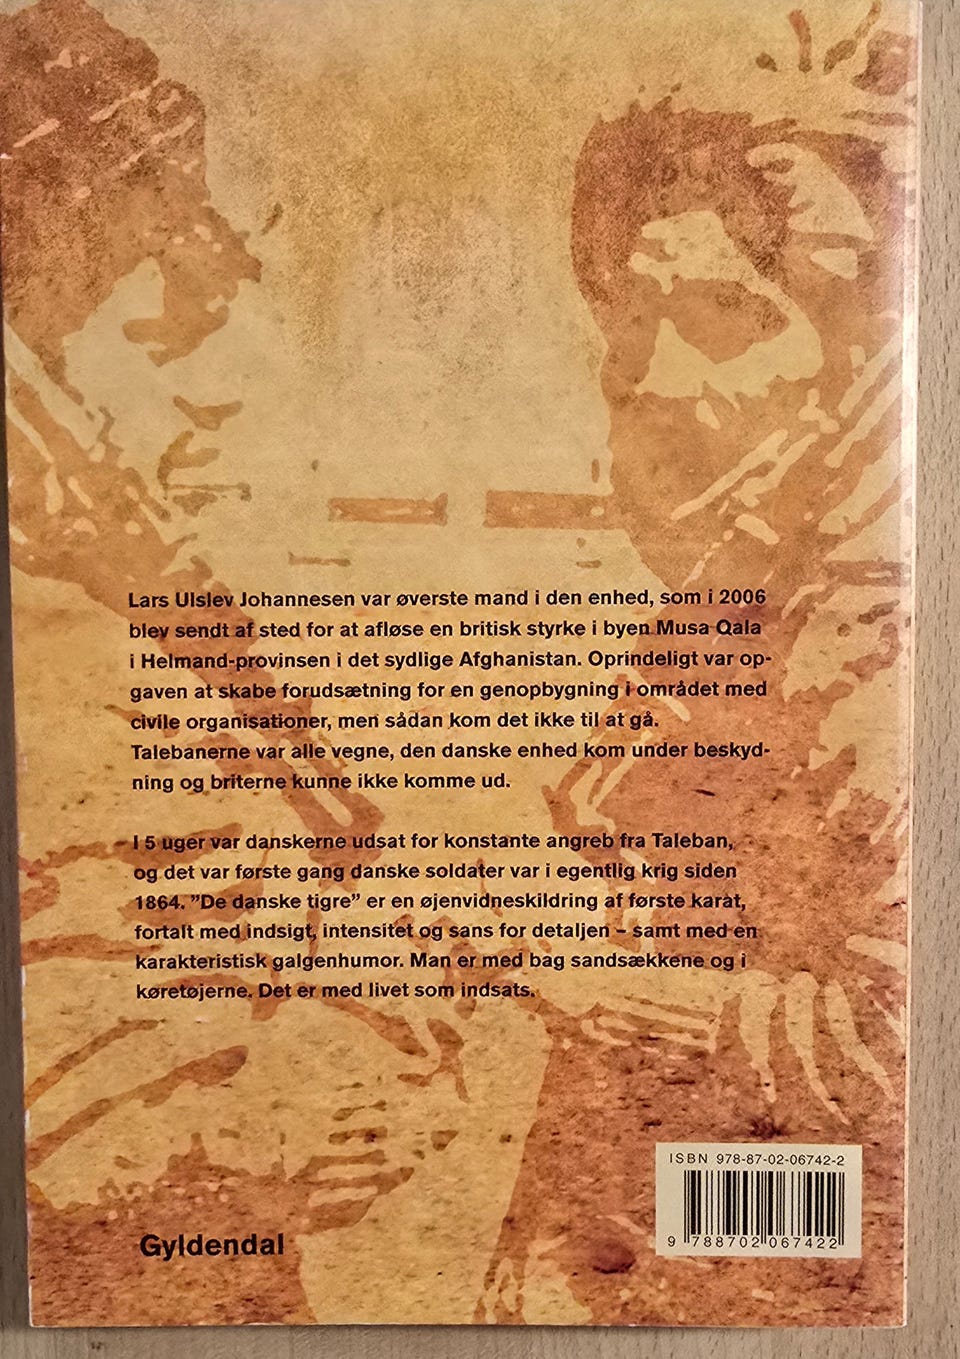 Lars Ulslev Johannesen var øverste mand i den enhed, som i 2006
blev sendt af sted for at afløse en britisk styrke i byen Musa Qala
i Helmand-provinsen i det sydlige Afghanistan. Oprindeligt var op-
gaven at skabe forudsætning for en genopbygning i området med
civile organisationer, men sådan kom det ikke til at gå.
Talebanerne var alle vegne, den danske enhed kom under beskyd-
ning og briterne kunne ikke komme ud.
I 5 uger var danskerne udsat for konstante angreb fra Taleban,
og det var første gang danske soldater var i egentlig krig siden
1864. ”De danske tigre” er en øjenvidneskildring af første karat,
fortalt med indsigt, intensitet og sans for detaljen – samt med en
karakteristisk galgenhumor. Man er med bag sandsækkene og i
køretøjerne. Det er med livet som indsats.
ISBN 978-87-02-06742-2
9 788702 067422
Gyldendal